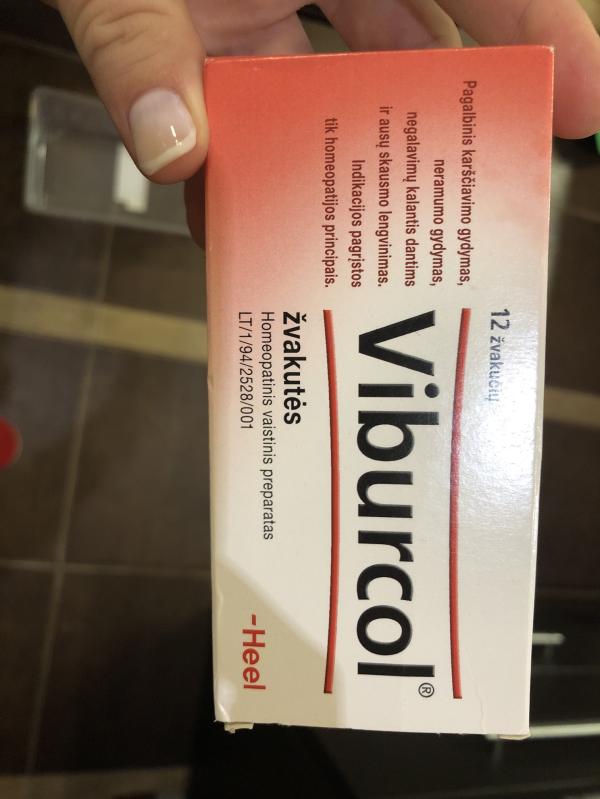 12 žvakučių
Viburcol®
Pagalbinis karščiavimo gydymas,
neramumo gydymas,
negalavimų kalantis dantims
ir ausų skausmo lengvinimas.
Indikacijos pagrįstos
tik homeopatijos principais.
žvakutės
Homeopatinis vaistinis preparatas
LT/1/94/2528/001
-Heel